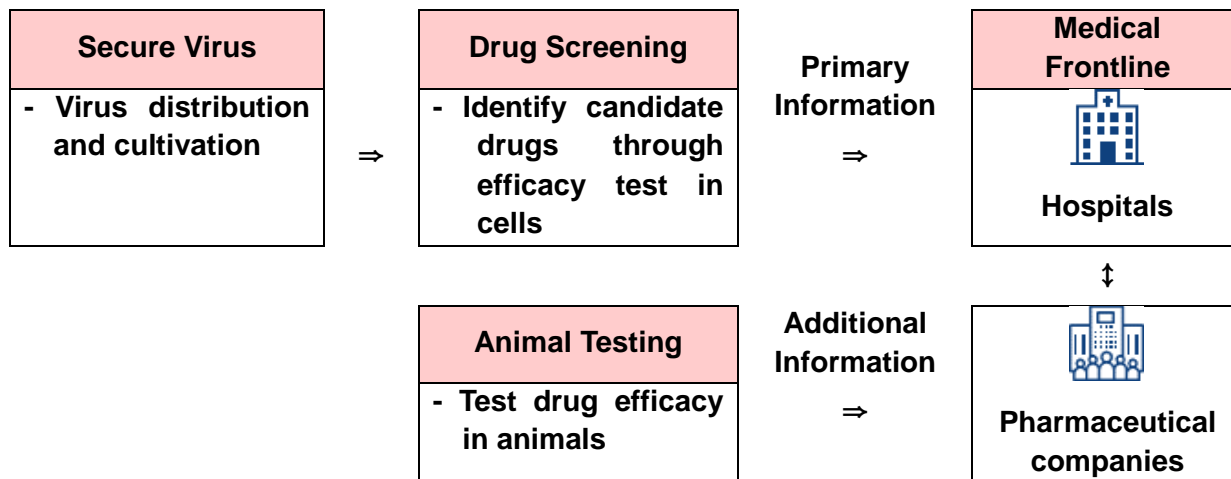 Secure Virus
- Virus distribution
and cultivation
⇒
Drug Screening
- Identify candidate
drugs through
efficacy test in
cells
Primary
Information
⇒
Medical
Frontline
Hospitals
↕
Animal Testing
- Test drug efficacy
in animals
Additional
Information
⇒
Pharmaceutical
companies